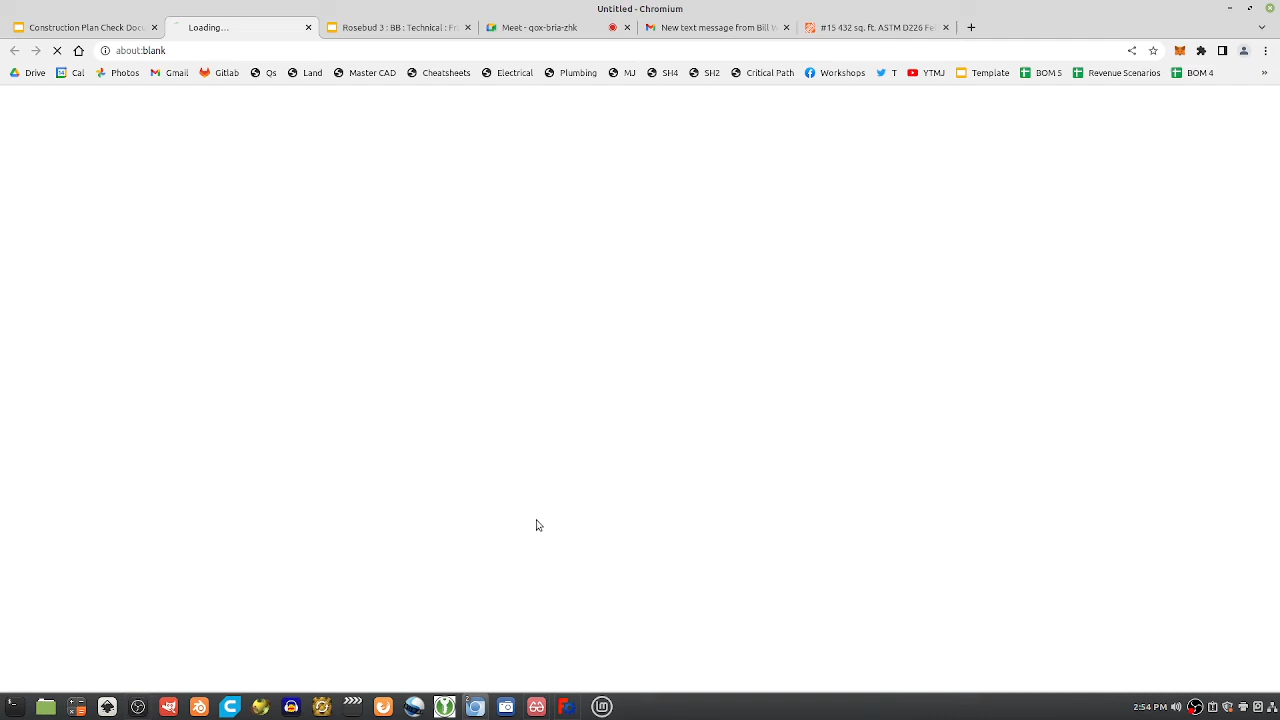 Untitled - Chromium
Construction Plan Check Docu
Loading...
Rosebud 3 : BB : Technical : Fr
Meet - qox-bria-zhk
New text message from Bill W
#15 432 sq. ft. ASTM D226 Fe
about:blank
Drive
Cal
Photos
Gmail
Gitlab
Qs
Land
Master CAD
Cheatsheets
Electrical
Plumbing
MJ
SH4
SH2
Critical Path
Workshops
T
YTMJ
Template
BOM 5
Revenue Scenarios
BOM 4
2:54 PM